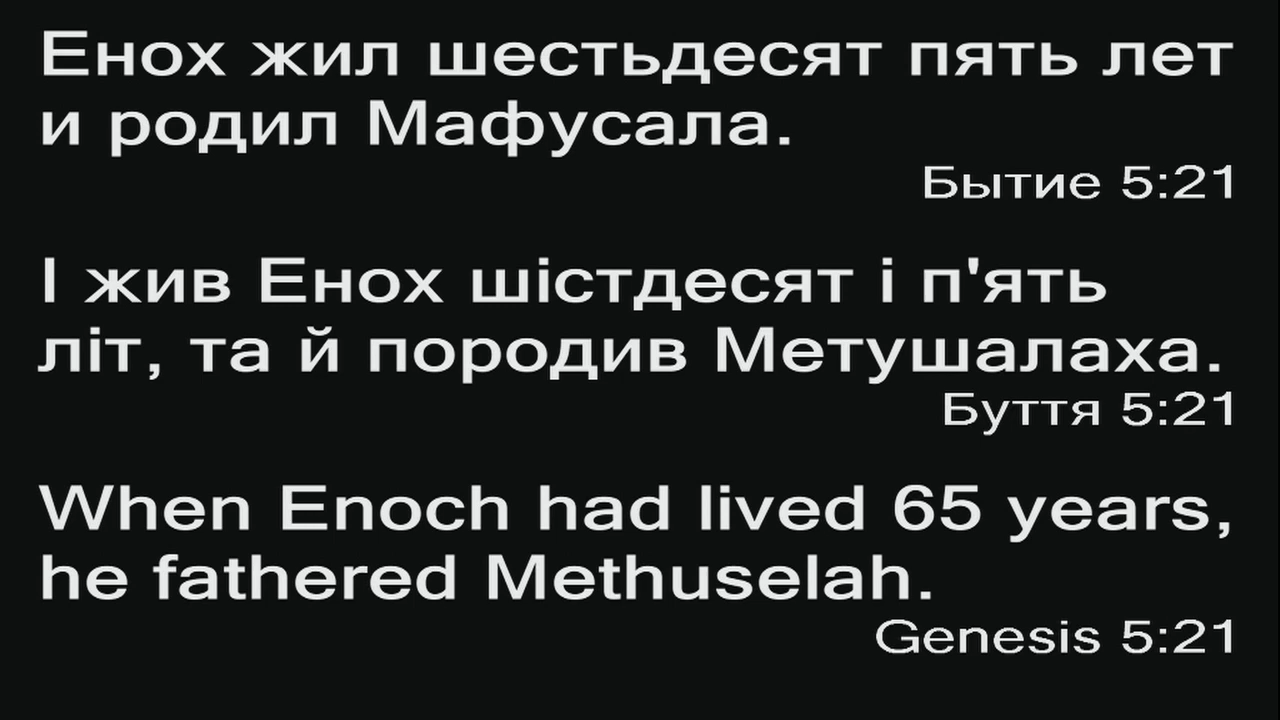 Енох жил шестьдесят пять лет
и родил Мафусала.
Бытие 5:21
І жив Енох шістдесят і п'ять
літ, та й породив Метушалаха.
Буття 5:21
When Enoch had lived 65 years,
he fathered Methuselah.
Genesis 5:21